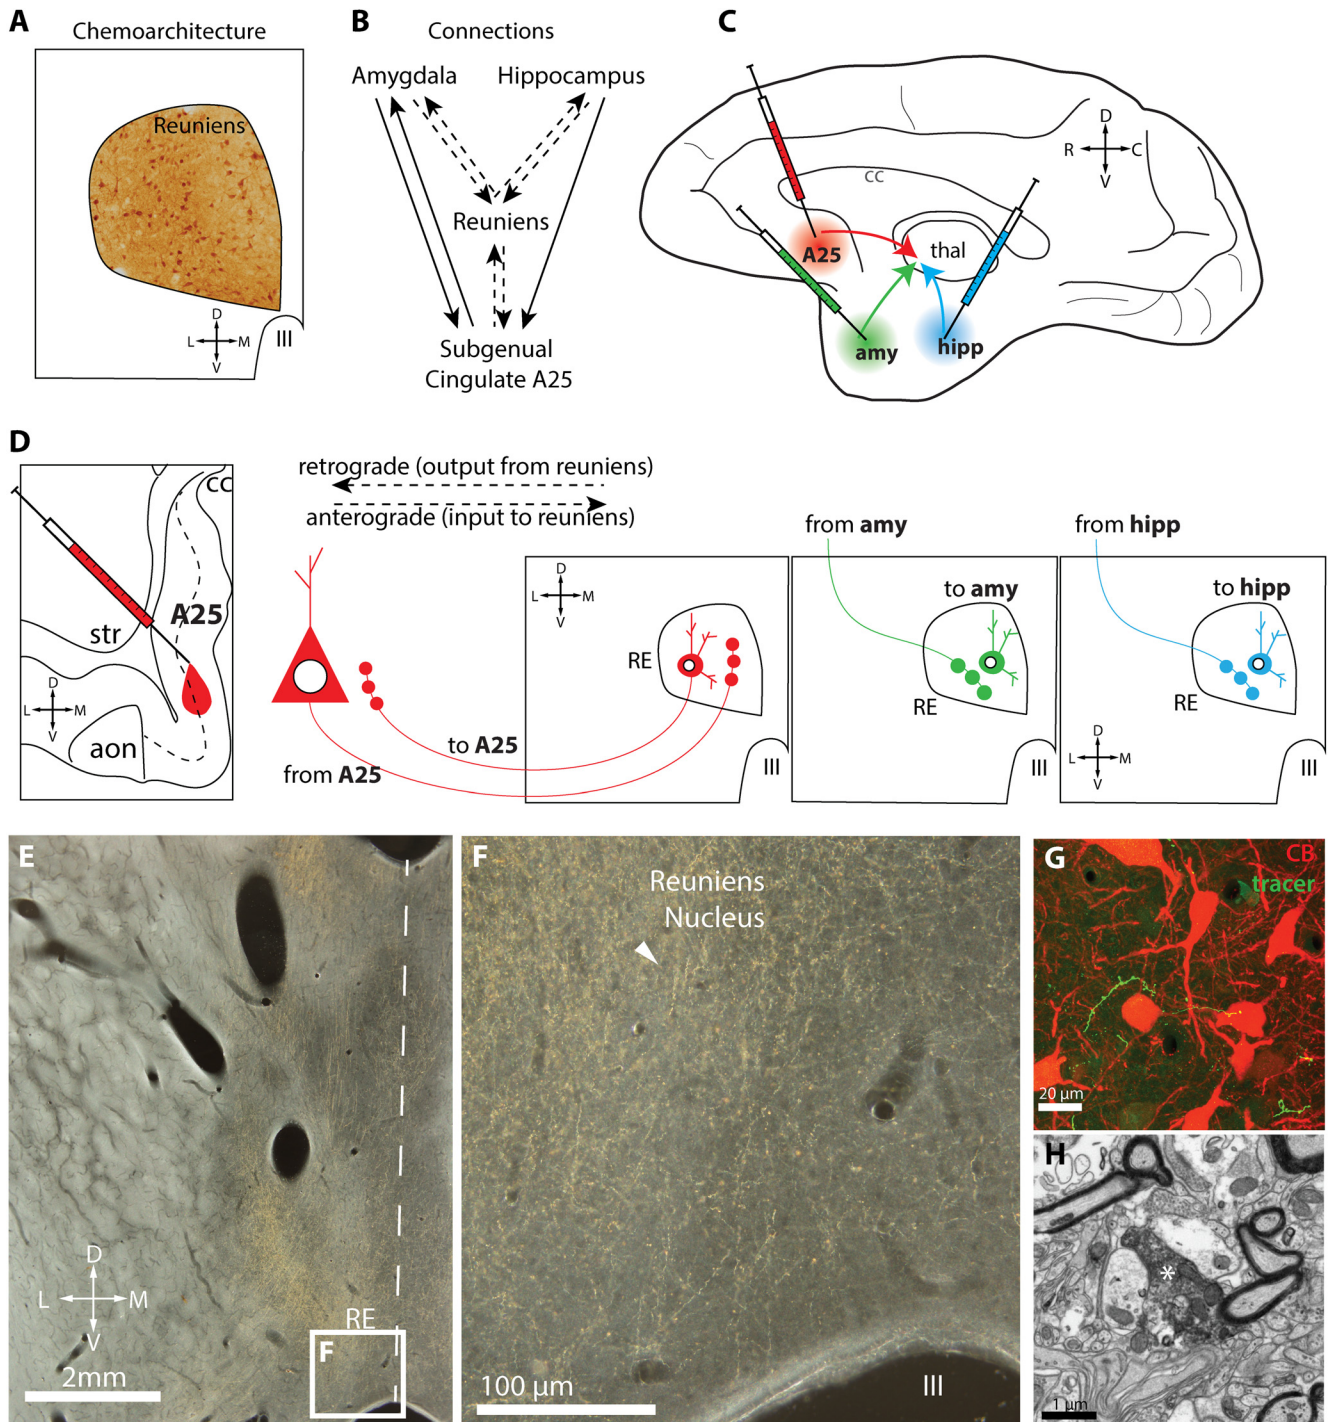 A
Chemoarchitecture
Reuniens
D
L M
V
III
B
Connections
Amygdala Hippocampus
Reuniens
Subgenual
Cingulate A25
C
CC
D
R C
V
A25
thal
amy
hipp
D
CC
A25
str
D
L M
V
aon
retrograde (output from reuniens)
anterograde (input to reuniens)
to A25
from A25
D
L M
V
RE
III
from amy
to amy
RE
III
from hipp
to hipp
RE
D
L M
V
III
E
D
L M
V
2mm
RE
F
F
Reuniens
Nucleus
100 µm
III
G
CB
tracer
20 µm
H
*
1 µm